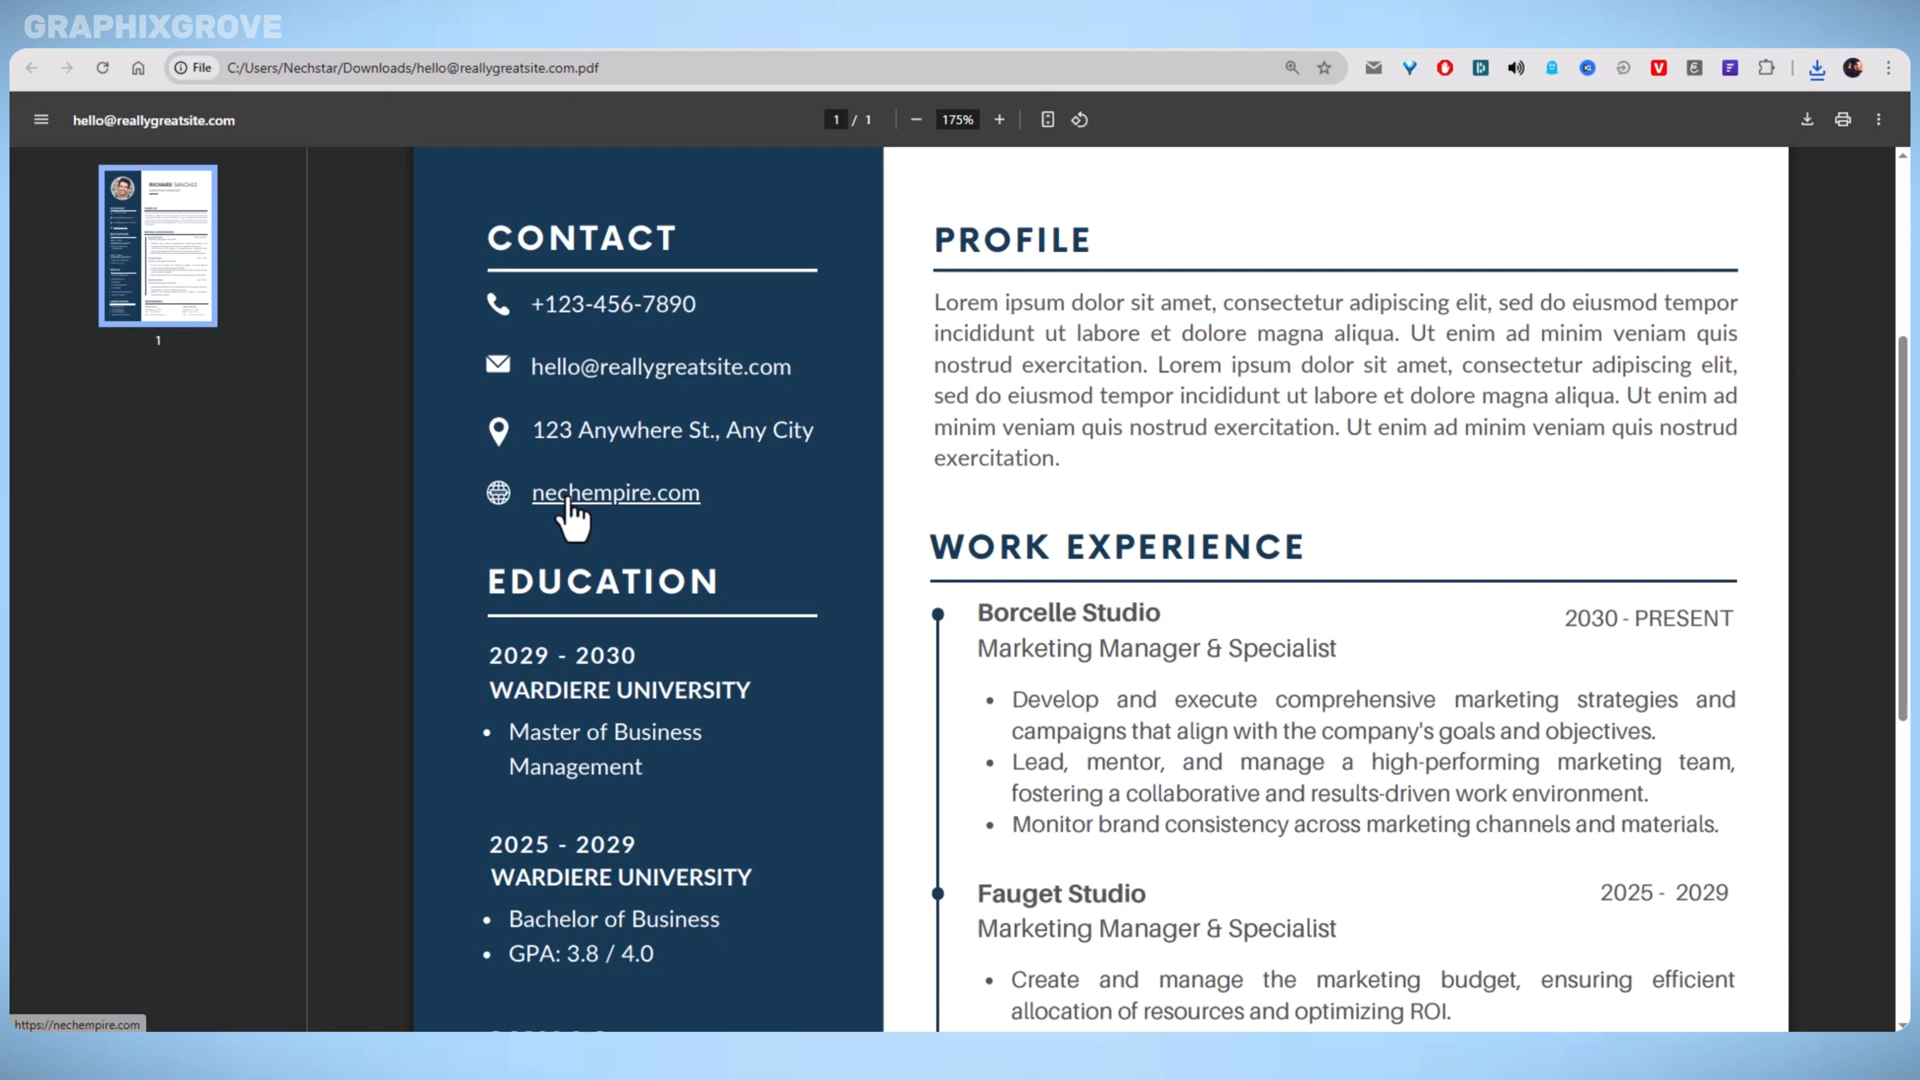 GRAPHIXGROVE
File
C:/Users/Nechstar/Downloads/hello@reallygreatsite.com.pdf
hello@reallygreatsite.com
1 / 1
175%
RICHARD SANCHEZ
1
CONTACT
+123-456-7890
hello@reallygreatsite.com
123 Anywhere St., Any City
nechempire.com
EDUCATION
2029 - 2030
WARDIERE UNIVERSITY
• Master of Business
Management
2025 - 2029
WARDIERE UNIVERSITY
• Bachelor of Business
• GPA: 3.8 / 4.0
PROFILE
Lorem ipsum dolor sit amet, consectetur adipiscing elit, sed do eiusmod tempor
incididunt ut labore et dolore magna aliqua. Ut enim ad minim veniam quis
nostrud exercitation. Lorem ipsum dolor sit amet, consectetur adipiscing elit,
sed do eiusmod tempor incididunt ut labore et dolore magna aliqua. Ut enim ad
minim veniam quis nostrud exercitation. Ut enim ad minim veniam quis nostrud
exercitation.
WORK EXPERIENCE
Borcelle Studio
2030 - PRESENT
Marketing Manager & Specialist
• Develop and execute comprehensive marketing strategies and
campaigns that align with the company's goals and objectives.
• Lead, mentor, and manage a high-performing marketing team,
fostering a collaborative and results-driven work environment.
• Monitor brand consistency across marketing channels and materials.
Fauget Studio
2025 - 2029
Marketing Manager & Specialist
• Create and manage the marketing budget, ensuring efficient
allocation of resources and optimizing ROI.
https://nechempire.com